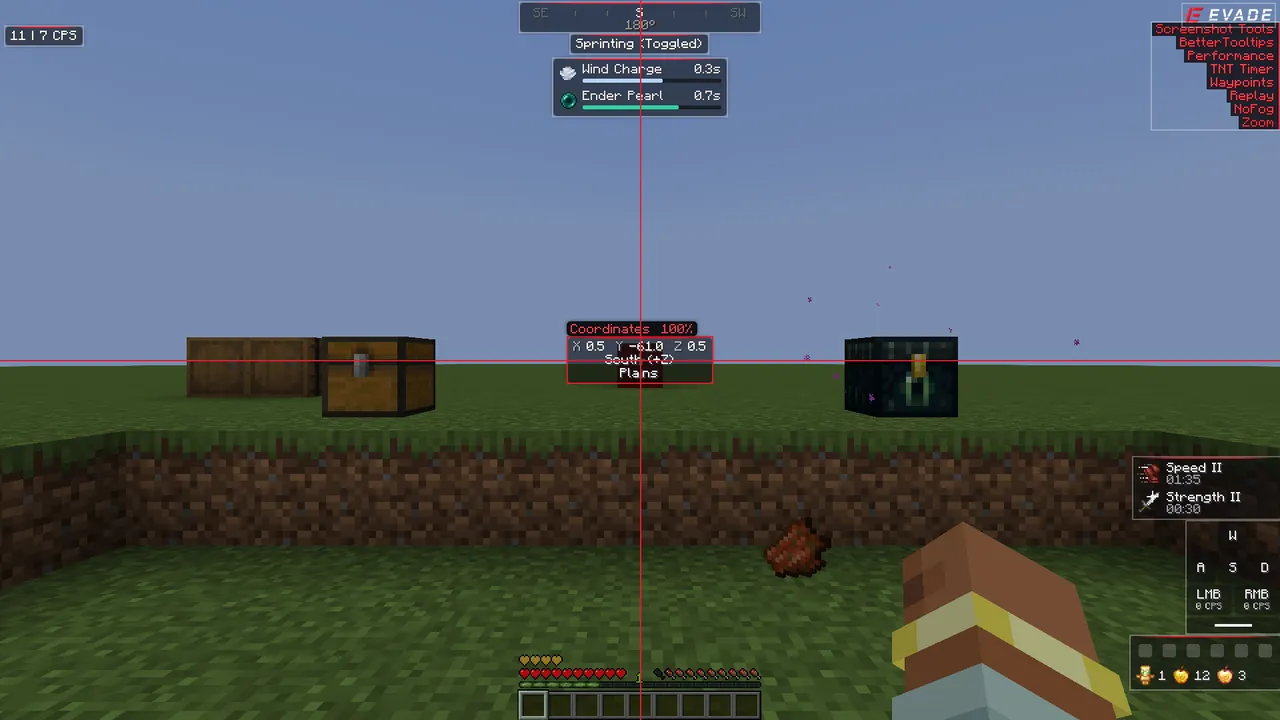 SE S SW
180°
EVADE
11 | 7 CPS
Screenshot Tools
BetterTooltips
Performance
TNT Timer
Waypoints
Replay
NoFog
Zoom
Sprinting (Toggled)
Wind Charge 0.3s
Ender Pearl 0.7s
Coordinates 100%
X 0.5 Y -61.0 Z 0.5
South (+Z)
Plains
Speed II
01:35
Strength II
00:30
W
A S D
LMB RMB
0 CPS 0 CPS
1 12 3
1